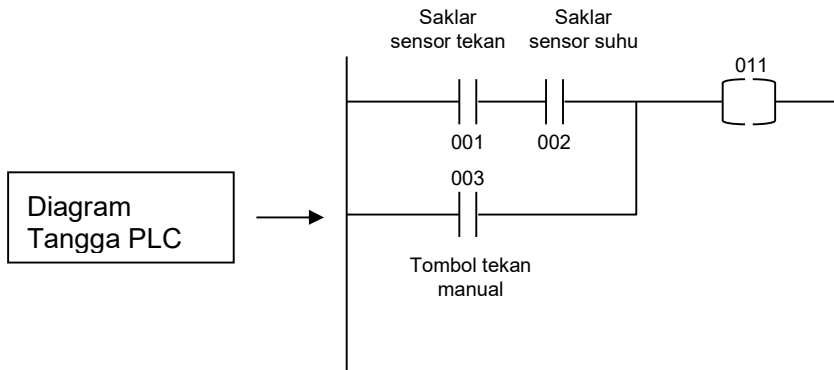 Saklar
sensor tekan
Saklar
sensor suhu
011
001
002
003
Diagram
Tangga PLC
Tombol tekan
manual